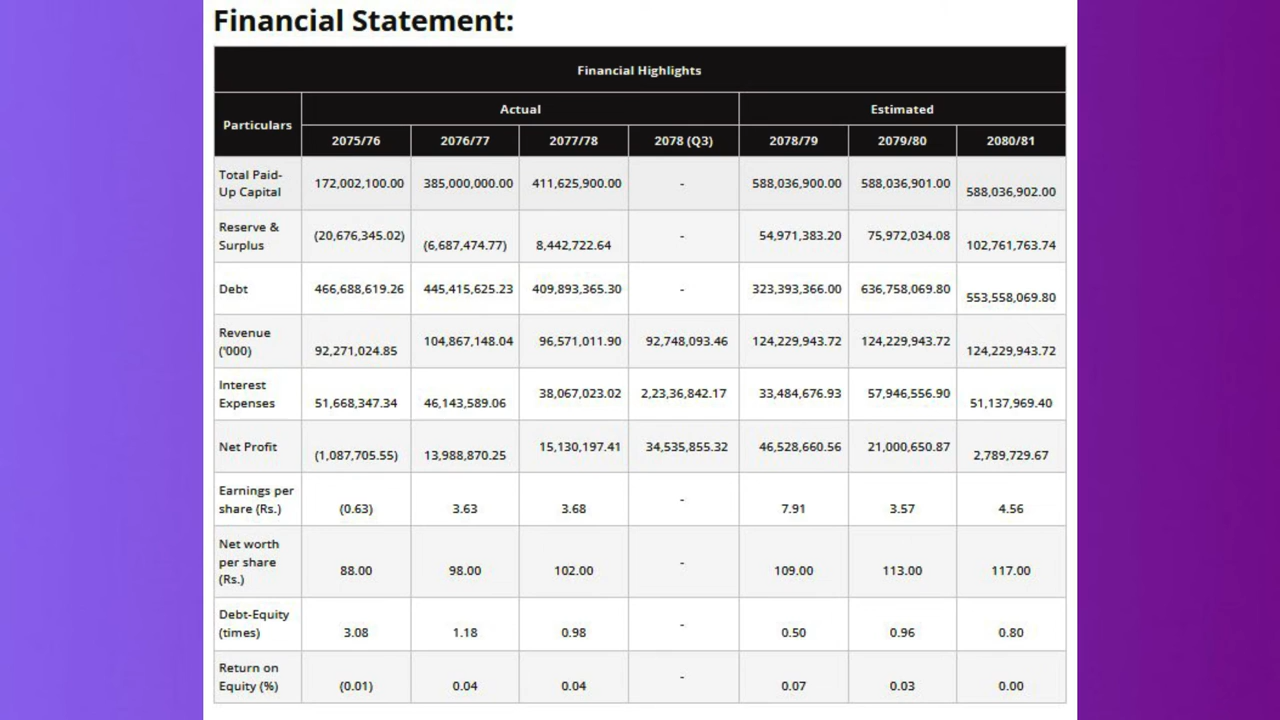 Financial Statement:
Financial Highlights
Particulars Actual Estimated
2075/76 2076/77 2077/78 2078 (Q3) 2078/79 2079/80 2080/81
Total Paid-
Up Capital 172,002,100.00 385,000,000.00 411,625,900.00 - 588,036,900.00 588,036,901.00 588,036,902.00
Reserve &
Surplus (20,676,345.02) (6,687,474.77) 8,442,722.64 - 54,971,383.20 75,972,034.08 102,761,763.74
Debt 466,688,619.26 445,415,625.23 409,893,365.30 - 323,393,366.00 636,758,069.80 553,558,069.80
Revenue
('000) 92,271,024.85 104,867,148.04 96,571,011.90 92,748,093.46 124,229,943.72 124,229,943.72 124,229,943.72
Interest
Expenses 51,668,347.34 46,143,589.06 38,067,023.02 2,23,36,842.17 33,484,676.93 57,946,556.90 51,137,969.40
Net Profit (1,087,705.55) 13,988,870.25 15,130,197.41 34,535,855.32 46,528,660.56 21,000,650.87 2,789,729.67
Earnings per
share (Rs.) (0.63) 3.63 3.68 - 7.91 3.57 4.56
Net worth
per share
(Rs.) 88.00 98.00 102.00 - 109.00 113.00 117.00
Debt-Equity
(times) 3.08 1.18 0.98 - 0.50 0.96 0.80
Return on
Equity (%) (0.01) 0.04 0.04 - 0.07 0.03 0.00